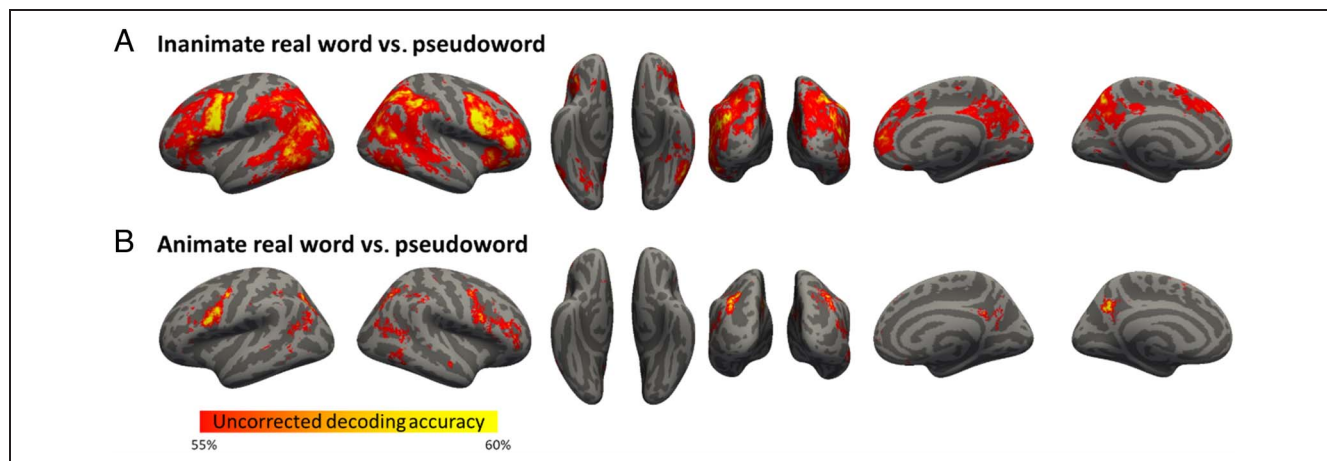 A Inanimate real word vs. pseudoword
B Animate real word vs. pseudoword
Uncorrected decoding accuracy
55% 60%